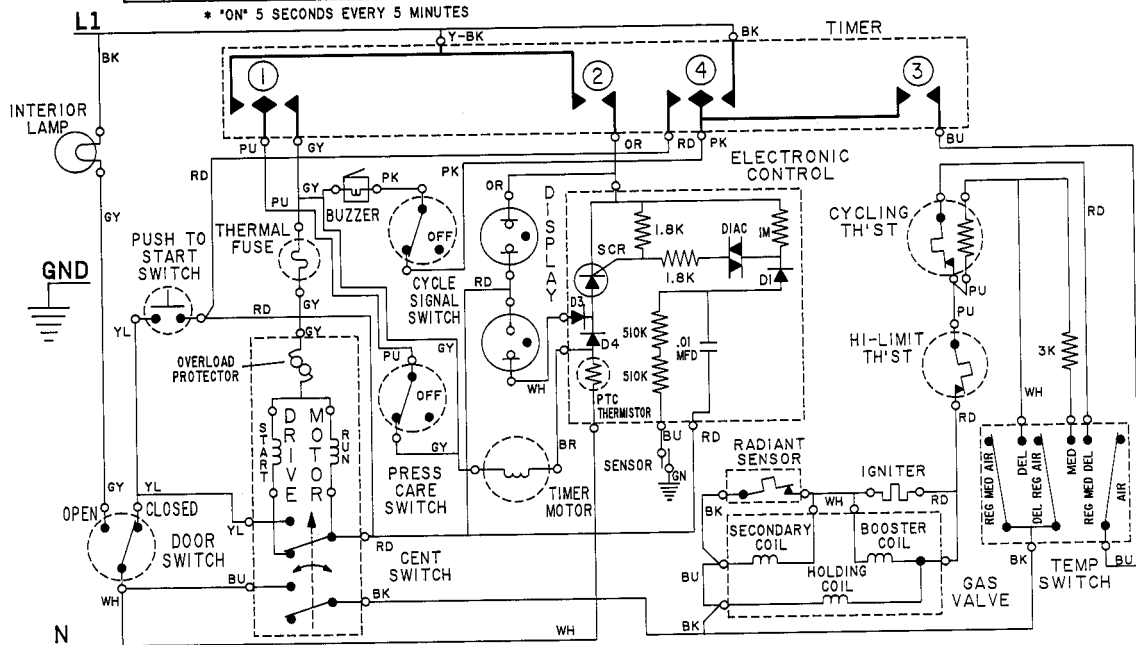 * "ON" 5 SECONDS EVERY 5 MINUTES
L1
BK
Y-BK
BK
TIMER
1
2
4
3
INTERIOR
LAMP
PU
GY
OR
RD
PK
BU
RD
GY
PK
PK
OR
ELECTRONIC
CONTROL
PU
BUZZER
OFF
DISPLAY
1.8K
DIAC
1M
CYCLING
TH'ST
RD
GY
THERMAL
FUSE
PUSH TO
START
SWITCH
SCR
1.8K
D1
GND
GY
CYCLE
SIGNAL
SWITCH
RD
D3
PU
PU
YL
RD
GY
GY
510K
.01
MFD
HI-LIMIT
TH'ST
OVERLOAD
PROTECTOR
PU
OFF
D4
510K
3K
WH
PTC
THERMISTOR
WH
START
DRIVE
MOTOR
RUN
GY
BR
BU
RD
RD
PRESS
CARE
SWITCH
TIMER
MOTOR
SENSOR
GN
RADIANT
SENSOR
IGNITER
REG MED AIR
DEL
DEL REG AIR
MED
REG MED DEL
AIR
GY
YL
YL
BK
WH
RD
OPEN
CLOSED
YL
DOOR
SWITCH
RD
CENT
SWITCH
SECONDARY
COIL
BOOSTER
COIL
BU
HOLDING
COIL
GAS
VALVE
BK
TEMP
SWITCH
BU
WH
BU
BK
BK
N
WH